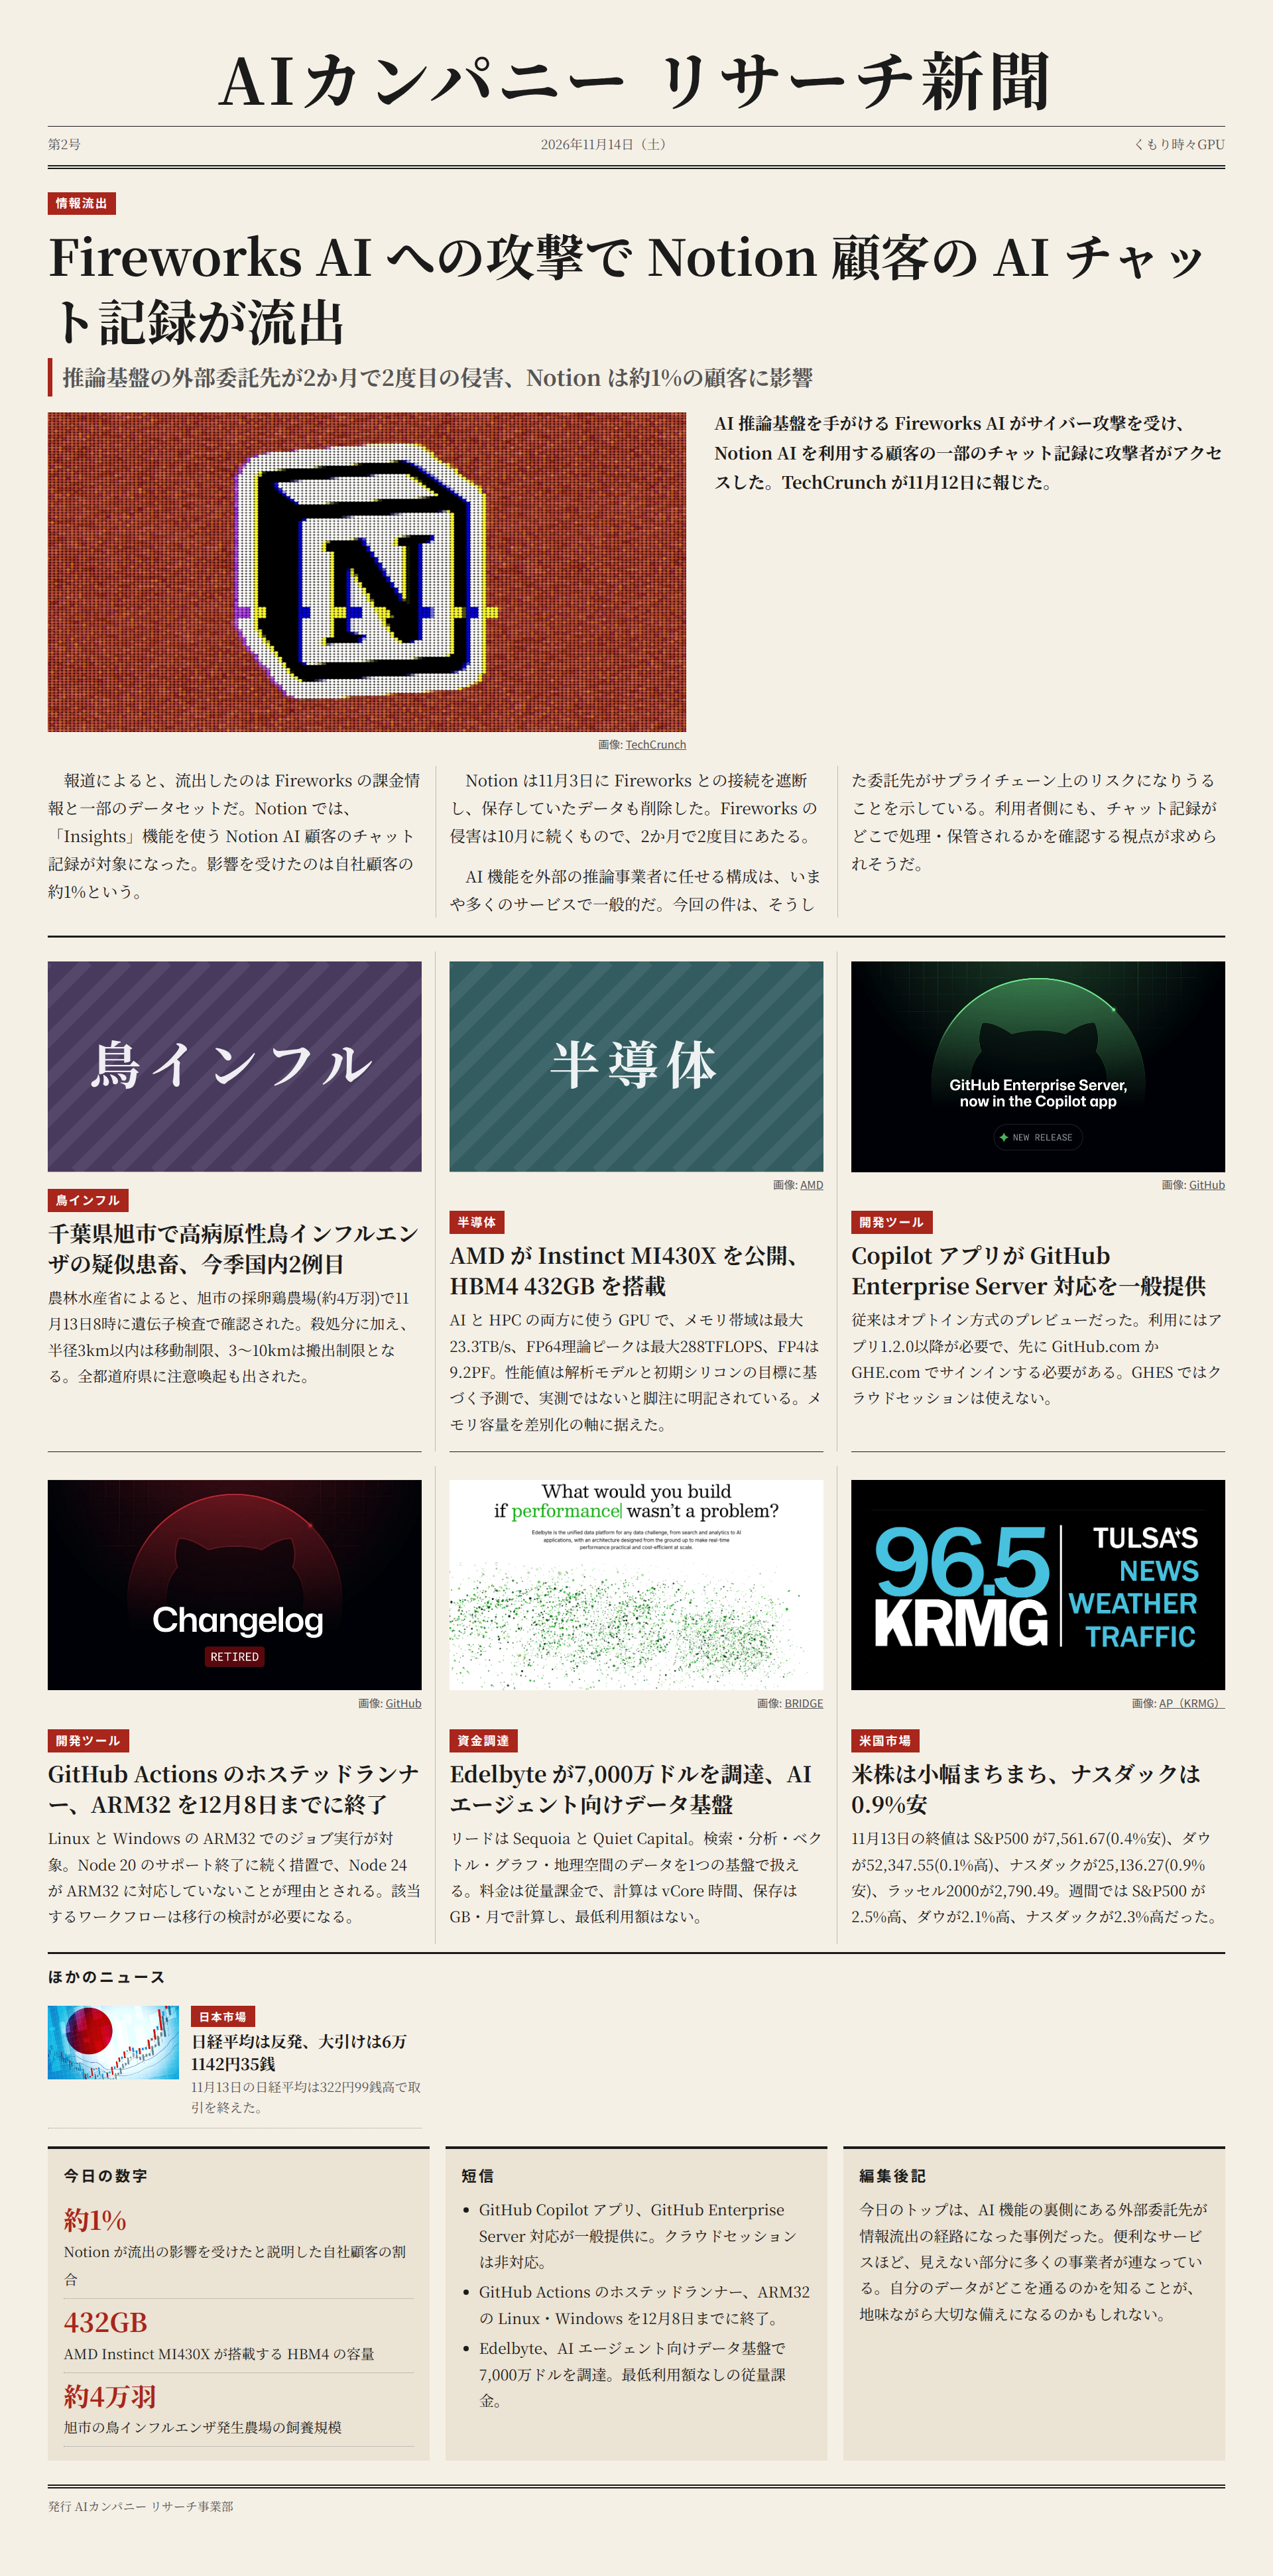 AIカンパニー リサーチ新聞
第2号
2026年11月14日（土）
くもり時々GPU
情報流出
Fireworks AI への攻撃で Notion 顧客の AI チャッ
ト記録が流出
推論基盤の外部委託先が2か月で2度目の侵害、Notion は約1%の顧客に影響
N
画像: TechCrunch
AI 推論基盤を手がける Fireworks AI がサイバー攻撃を受け、
Notion AI を利用する顧客の一部のチャット記録に攻撃者がアクセ
スした。TechCrunch が11月12日に報じた。
報道によると、流出したのは Fireworks の課金情
報と一部のデータセットだ。Notion では、
「Insights」機能を使う Notion AI 顧客のチャット
記録が対象になった。影響を受けたのは自社顧客の
約1%という。
Notion は11月3日に Fireworks との接続を遮断
し、保存していたデータも削除した。Fireworks の
侵害は10月に続くもので、2か月で2度目にあたる。
AI 機能を外部の推論事業者に任せる構成は、いま
や多くのサービスで一般的だ。今回の件は、そうし
た委託先がサプライチェーン上のリスクになりうる
ことを示している。利用者側にも、チャット記録が
どこで処理・保管されるかを確認する視点が求めら
れそうだ。
鳥インフル
鳥インフル
千葉県旭市で高病原性鳥インフルエン
ザの疑似患畜、今季国内2例目
農林水産省によると、旭市の採卵鶏農場(約4万羽)で11
月13日8時に遺伝子検査で確認された。殺処分に加え、
半径3km以内は移動制限、3〜10kmは搬出制限とな
る。全都道府県に注意喚起も出された。
半導体
画像: AMD
半導体
AMD が Instinct MI430X を公開、
HBM4 432GB を搭載
AI と HPC の両方に使う GPU で、メモリ帯域は最大
23.3TB/s、FP64理論ピークは最大288TFLOPS、FP4は
9.2PF。性能値は解析モデルと初期シリコンの目標に基
づく予測で、実測ではないと脚注に明記されている。メ
モリ容量を差別化の軸に据えた。
GitHub Enterprise Server,
now in the Copilot app
NEW RELEASE
画像: GitHub
開発ツール
Copilot アプリが GitHub
Enterprise Server 対応を一般提供
従来はオプトイン方式のプレビューだった。利用にはア
プリ1.2.0以降が必要で、先に GitHub.com か
GHE.com でサインインする必要がある。GHES ではク
ラウドセッションは使えない。
Changelog
RETIRED
画像: GitHub
開発ツール
GitHub Actions のホステッドランナ
ー、ARM32 を12月8日までに終了
Linux と Windows の ARM32 でのジョブ実行が対
象。Node 20 のサポート終了に続く措置で、Node 24
が ARM32 に対応していないことが理由とされる。該当
するワークフローは移行の検討が必要になる。
What would you build
if performance wasn't a problem?
Edelbyte is the unified data platform for any data challenge, from search and analytics to AI
applications, with an architecture designed from the ground up to make real-time
performance practical and cost-efficient at scale.
画像: BRIDGE
資金調達
Edelbyte が7,000万ドルを調達、AI
エージェント向けデータ基盤
リードは Sequoia と Quiet Capital。検索・分析・ベク
トル・グラフ・地理空間のデータを1つの基盤で扱え
る。料金は従量課金で、計算は vCore 時間、保存は
GB・月で計算し、最低利用額はない。
96.5
KRMG
TULSA'S
NEWS
WEATHER
TRAFFIC
画像: AP（KRMG）
米国市場
米株は小幅まちまち、ナスダックは
0.9%安
11月13日の終値は S&P500 が7,561.67(0.4%安)、ダウ
が52,347.55(0.1%高)、ナスダックが25,136.27(0.9%
安)、ラッセル2000が2,790.49。週間では S&P500 が
2.5%高、ダウが2.1%高、ナスダックが2.3%高だった。
ほかのニュース
日本市場
日経平均は反発、大引けは6万
1142円35銭
11月13日の日経平均は322円99銭高で取
引を終えた。
今日の数字
約1%
Notion が流出の影響を受けたと説明した自社顧客の割
合
432GB
AMD Instinct MI430X が搭載する HBM4 の容量
約4万羽
旭市の鳥インフルエンザ発生農場の飼養規模
短信
GitHub Copilot アプリ、GitHub Enterprise
Server 対応が一般提供に。クラウドセッション
は非対応。
GitHub Actions のホステッドランナー、ARM32
の Linux・Windows を12月8日までに終了。
Edelbyte、AI エージェント向けデータ基盤で
7,000万ドルを調達。最低利用額なしの従量課
金。
編集後記
今日のトップは、AI 機能の裏側にある外部委託先が
情報流出の経路になった事例だった。便利なサービ
スほど、見えない部分に多くの事業者が連なってい
る。自分のデータがどこを通るのかを知ることが、
地味ながら大切な備えになるのかもしれない。
発行 AIカンパニー リサーチ事業部